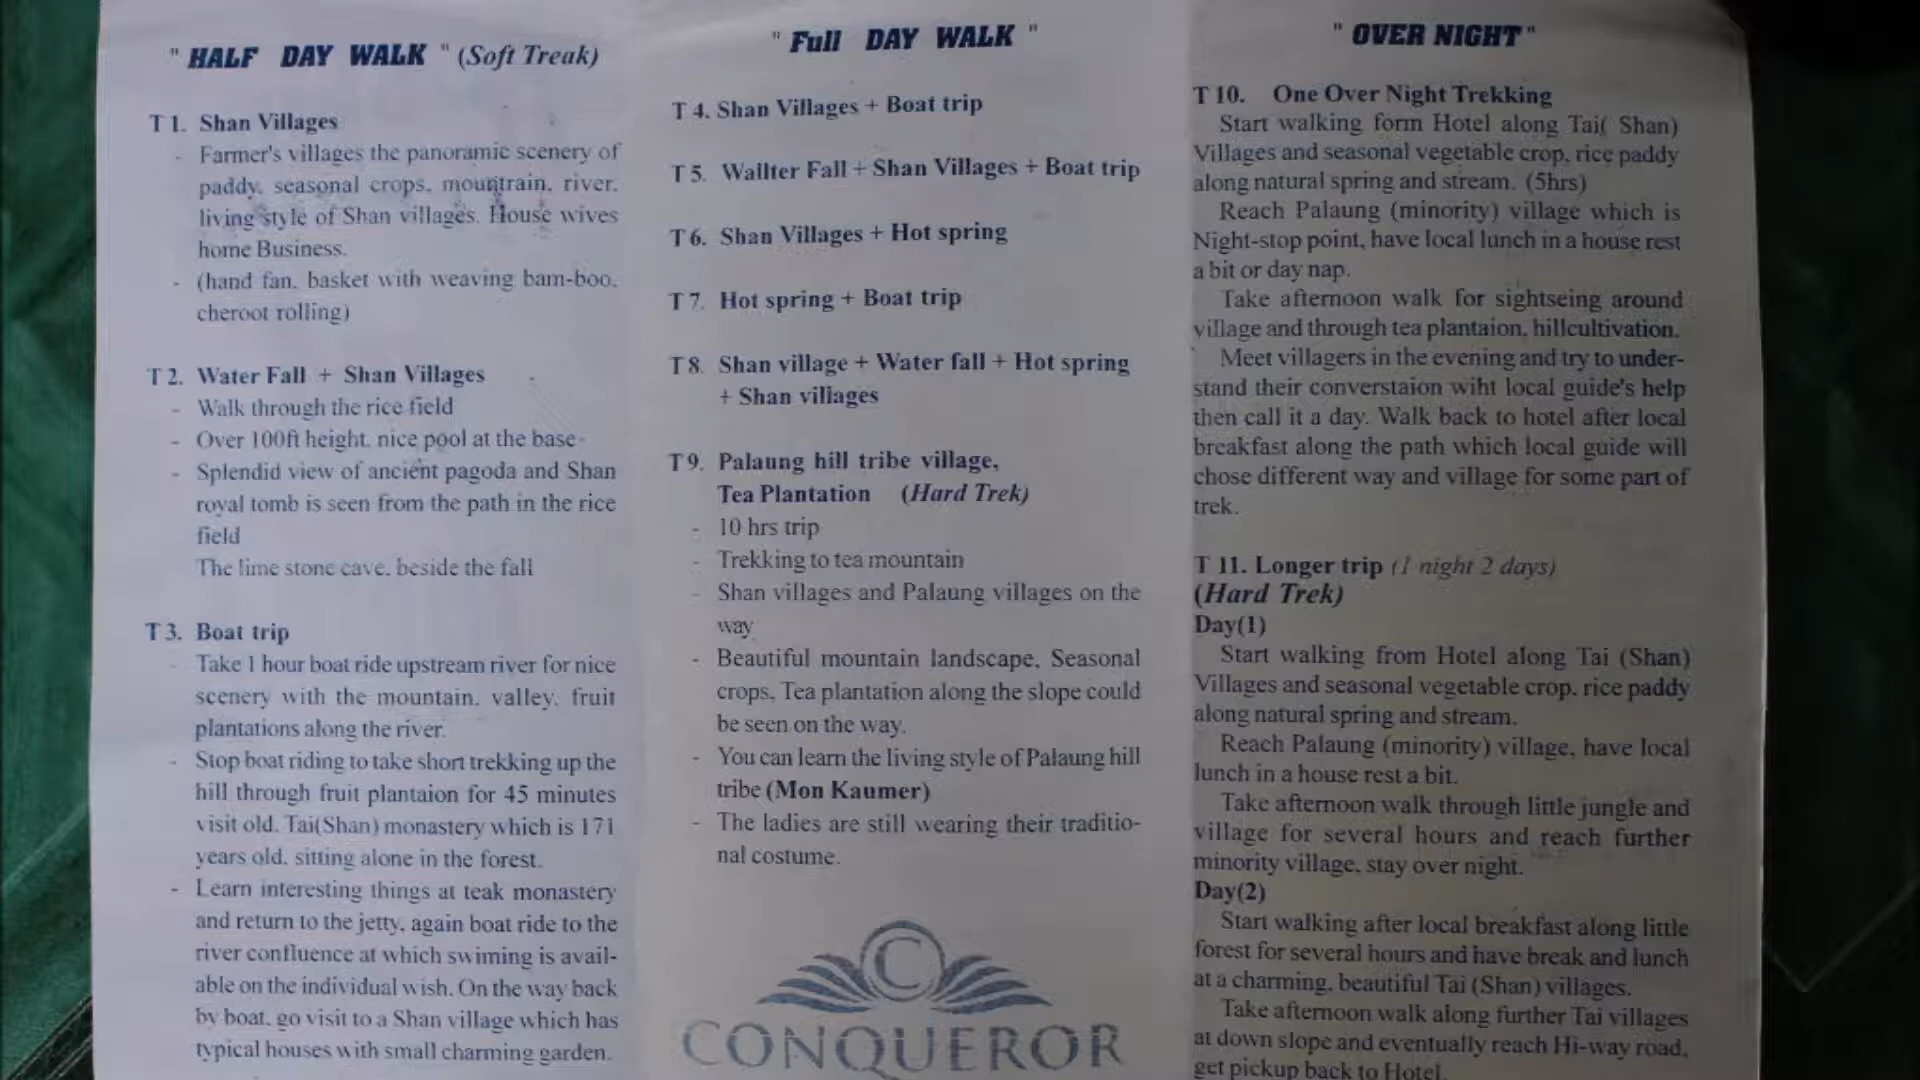 " HALF DAY WALK " (Soft Treak)
T 1. Shan Villages
- Farmer's villages the panoramic scenery of
paddy, seasonal crops, mountrain, river,
living style of Shan villages. House wives
home Business.
- (hand fan, basket with weaving bam-boo,
cheroot rolling)
T 2. Water Fall + Shan Villages
- Walk through the rice field
- Over 100ft height, nice pool at the base
- Splendid view of ancient pagoda and Shan
royal tomb is seen from the path in the rice
field
The lime stone cave, beside the fall
T 3. Boat trip
- Take 1 hour boat ride upstream river for nice
scenery with the mountain, valley, fruit
plantations along the river.
- Stop boat riding to take short trekking up the
hill through fruit plantaion for 45 minutes
visit old. Tai(Shan) monastery which is 171
years old, sitting alone in the forest.
- Learn interesting things at teak monastery
and return to the jetty, again boat ride to the
river confluence at which swiming is avail-
able on the individual wish. On the way back
by boat, go visit to a Shan village which has
typical houses with small charming garden.
" Full DAY WALK "
T 4. Shan Villages + Boat trip
T 5. Wallter Fall + Shan Villages + Boat trip
T 6. Shan Villages + Hot spring
T 7. Hot spring + Boat trip
T 8. Shan village + Water fall + Hot spring
+ Shan villages
T 9. Palaung hill tribe village,
Tea Plantation (Hard Trek)
- 10 hrs trip
- Trekking to tea mountain
- Shan villages and Palaung villages on the
way
- Beautiful mountain landscape, Seasonal
crops, Tea plantation along the slope could
be seen on the way.
- You can learn the living style of Palaung hill
tribe (Mon Kaumer)
- The ladies are still wearing their traditio-
nal costume.
C
CONQUEROR
" OVER NIGHT "
T 10. One Over Night Trekking
Start walking form Hotel along Tai( Shan)
Villages and seasonal vegetable crop, rice paddy
along natural spring and stream. (5hrs)
Reach Palaung (minority) village which is
Night-stop point, have local lunch in a house rest
a bit or day nap.
Take afternoon walk for sightseing around
village and through tea plantaion, hillcultivation.
Meet villagers in the evening and try to under-
stand their converstaion wiht local guide's help
then call it a day. Walk back to hotel after local
breakfast along the path which local guide will
chose different way and village for some part of
trek.
T 11. Longer trip (1 night 2 days)
(Hard Trek)
Day(1)
Start walking from Hotel along Tai (Shan)
Villages and seasonal vegetable crop, rice paddy
along natural spring and stream.
Reach Palaung (minority) village, have local
lunch in a house rest a bit.
Take afternoon walk through little jungle and
village for several hours and reach further
minority village, stay over night.
Day(2)
Start walking after local breakfast along little
forest for several hours and have break and lunch
at a charming, beautiful Tai (Shan) villages.
Take afternoon walk along further Tai villages
at down slope and eventually reach Hi-way road,
get pickup back to Hotel.